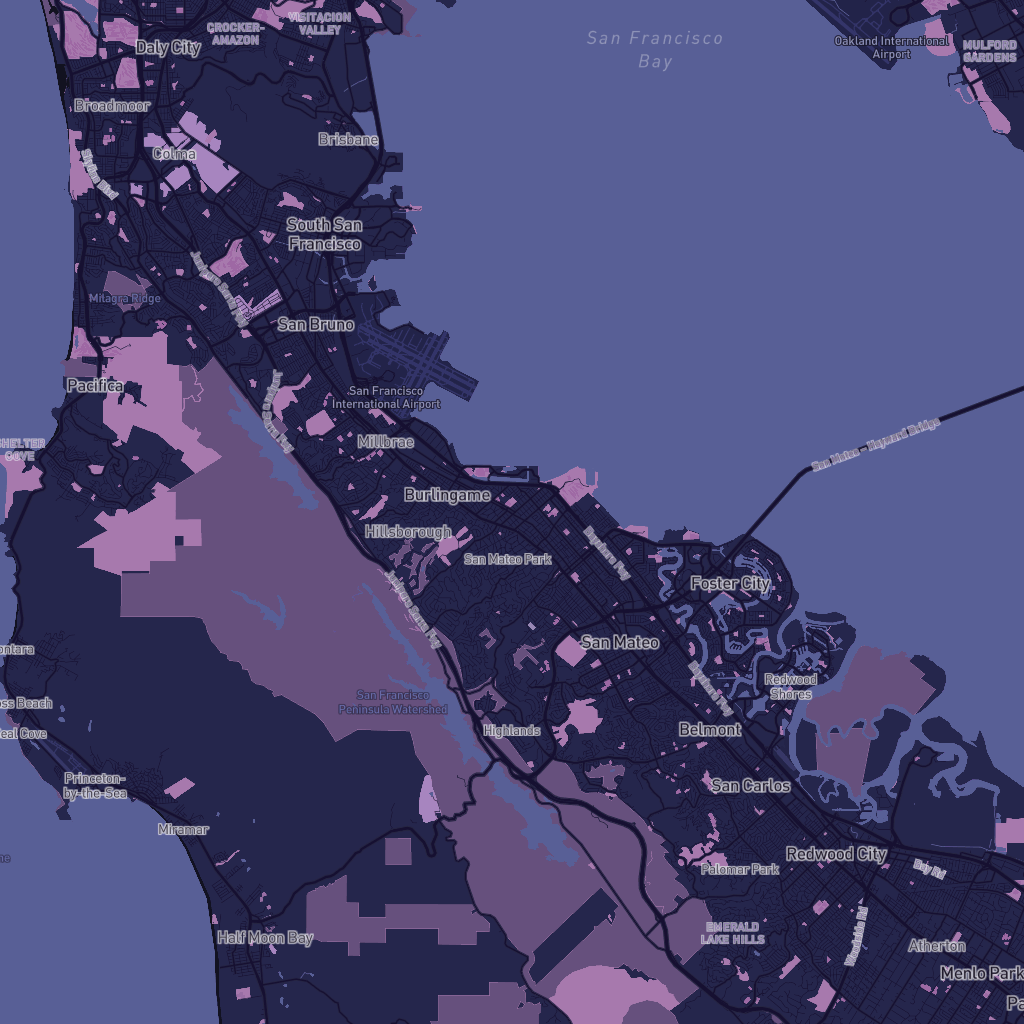 CROCKER-
AMAZON
VISITACION
VALLEY
Daly City
San Francisco
Bay
Oakland International
Airport
MULFORD
GARDENS
Broadmoor
Brisbane
Colma
South San
Francisco
Milagra Ridge
San Bruno
Pacifica
San Francisco
International Airport
Millbrae
San Mateo - Hayward Bridge
SHELTER
COVE
Burlingame
Hillsborough
San Mateo Park
Bayshore Fwy
Foster City
Junipero Serra Fwy
San Mateo
ontara
Redwood
Shores
San Francisco
Peninsula Watershed
oss Beach
Bayshore Fwy
Highlands
Belmont
eal Cove
Princeton-
by-the-Sea
San Carlos
Miramar
Redwood City
Palomar Park
Bay Rd
Half Moon Bay
EMERALD
LAKE HILLS
Woodside Rd
Atherton
Menlo Park
Pa